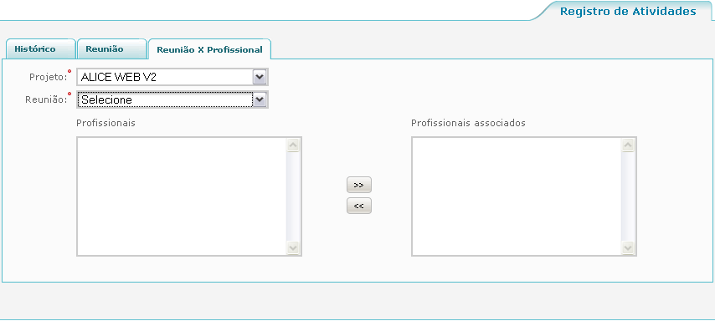 Registro de Atividades
Histórico
Reunião
Reunião X Profissional
Projeto:* ALICE WEB V2
Reunião:* Selecione
Profissionais
Profissionais associados
>>
<<